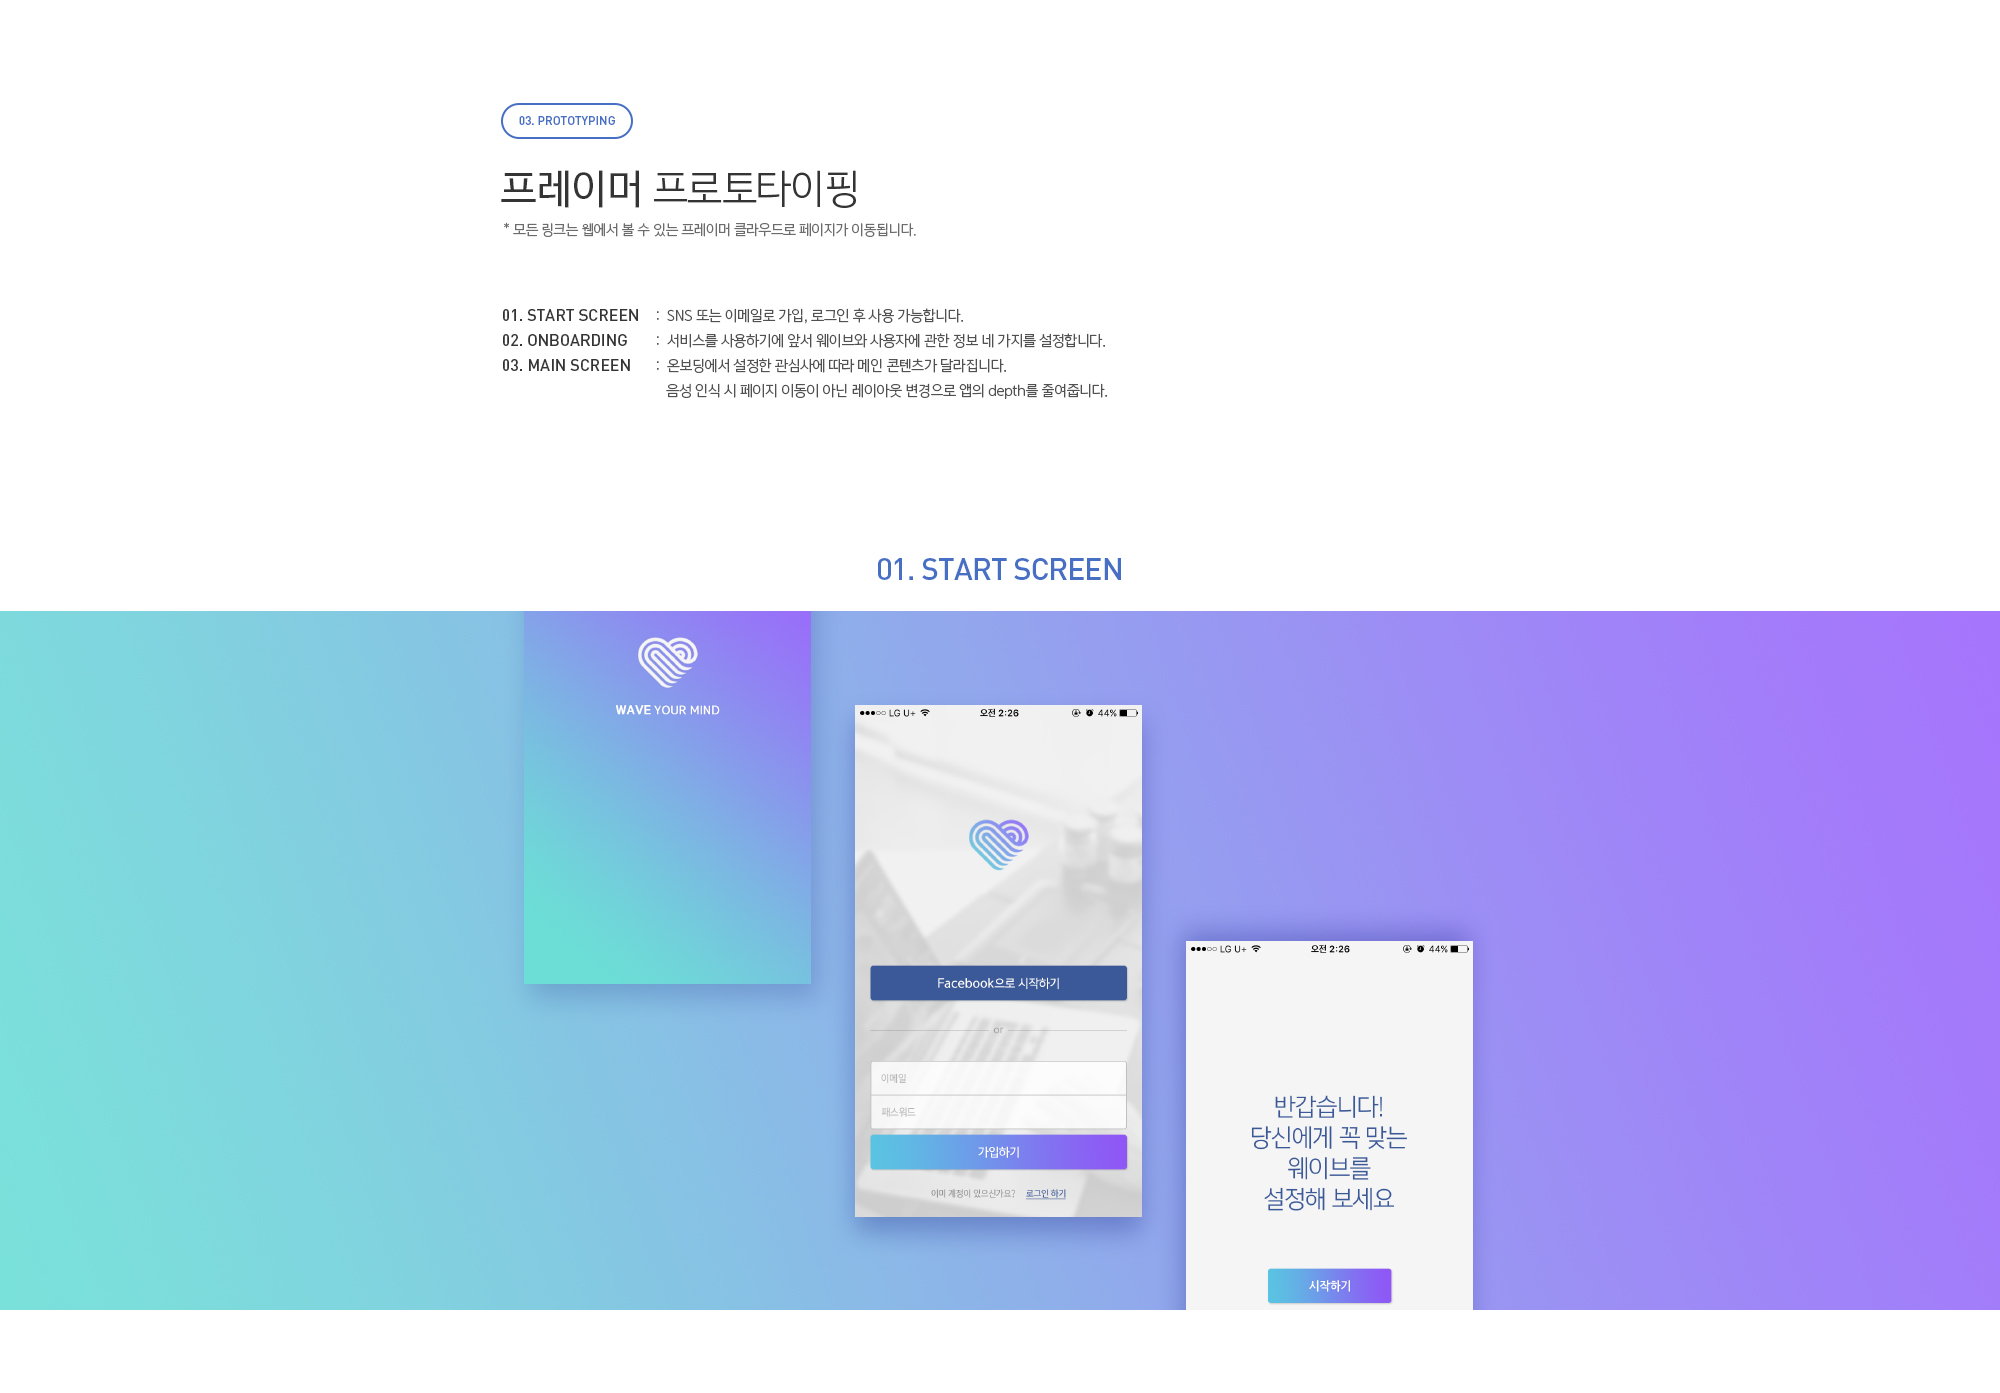 03. PROTOTYPING
프레이머 프로토타이핑
* 모든 링크는 웹에서 볼 수 있는 프레이머 클라우드로 페이지가 이동됩니다.
01. START SCREEN : SNS 또는 이메일로 가입, 로그인 후 사용 가능합니다.
02. ONBOARDING : 서비스를 사용하기에 앞서 웨이브와 사용자에 관한 정보 네 가지를 설정합니다.
03. MAIN SCREEN : 온보딩에서 설정한 관심사에 따라 메인 콘텐츠가 달라집니다.
음성 인식 시 페이지 이동이 아닌 레이아웃 변경으로 앱의 depth를 줄여줍니다.
01. START SCREEN
WAVE YOUR MIND
LG U+ 오전 2:26 44%
Facebook으로 시작하기
or
이메일
패스워드
가입하기
이미 계정이 있으신가요? 로그인 하기
LG U+ 오전 2:26 44%
반갑습니다!
당신에게 꼭 맞는
웨이브를
설정해 보세요
시작하기